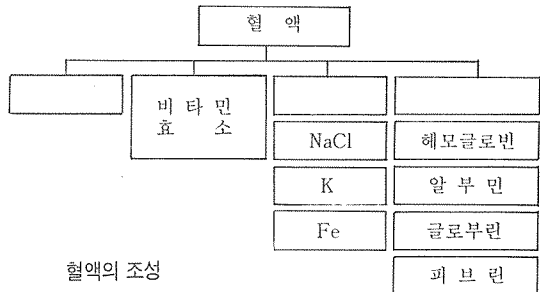 혈 액
비 타 민
효 소
NaCl
헤모글로빈
K
알 부 민
Fe
글로부린
피 브 린
혈액의 조성